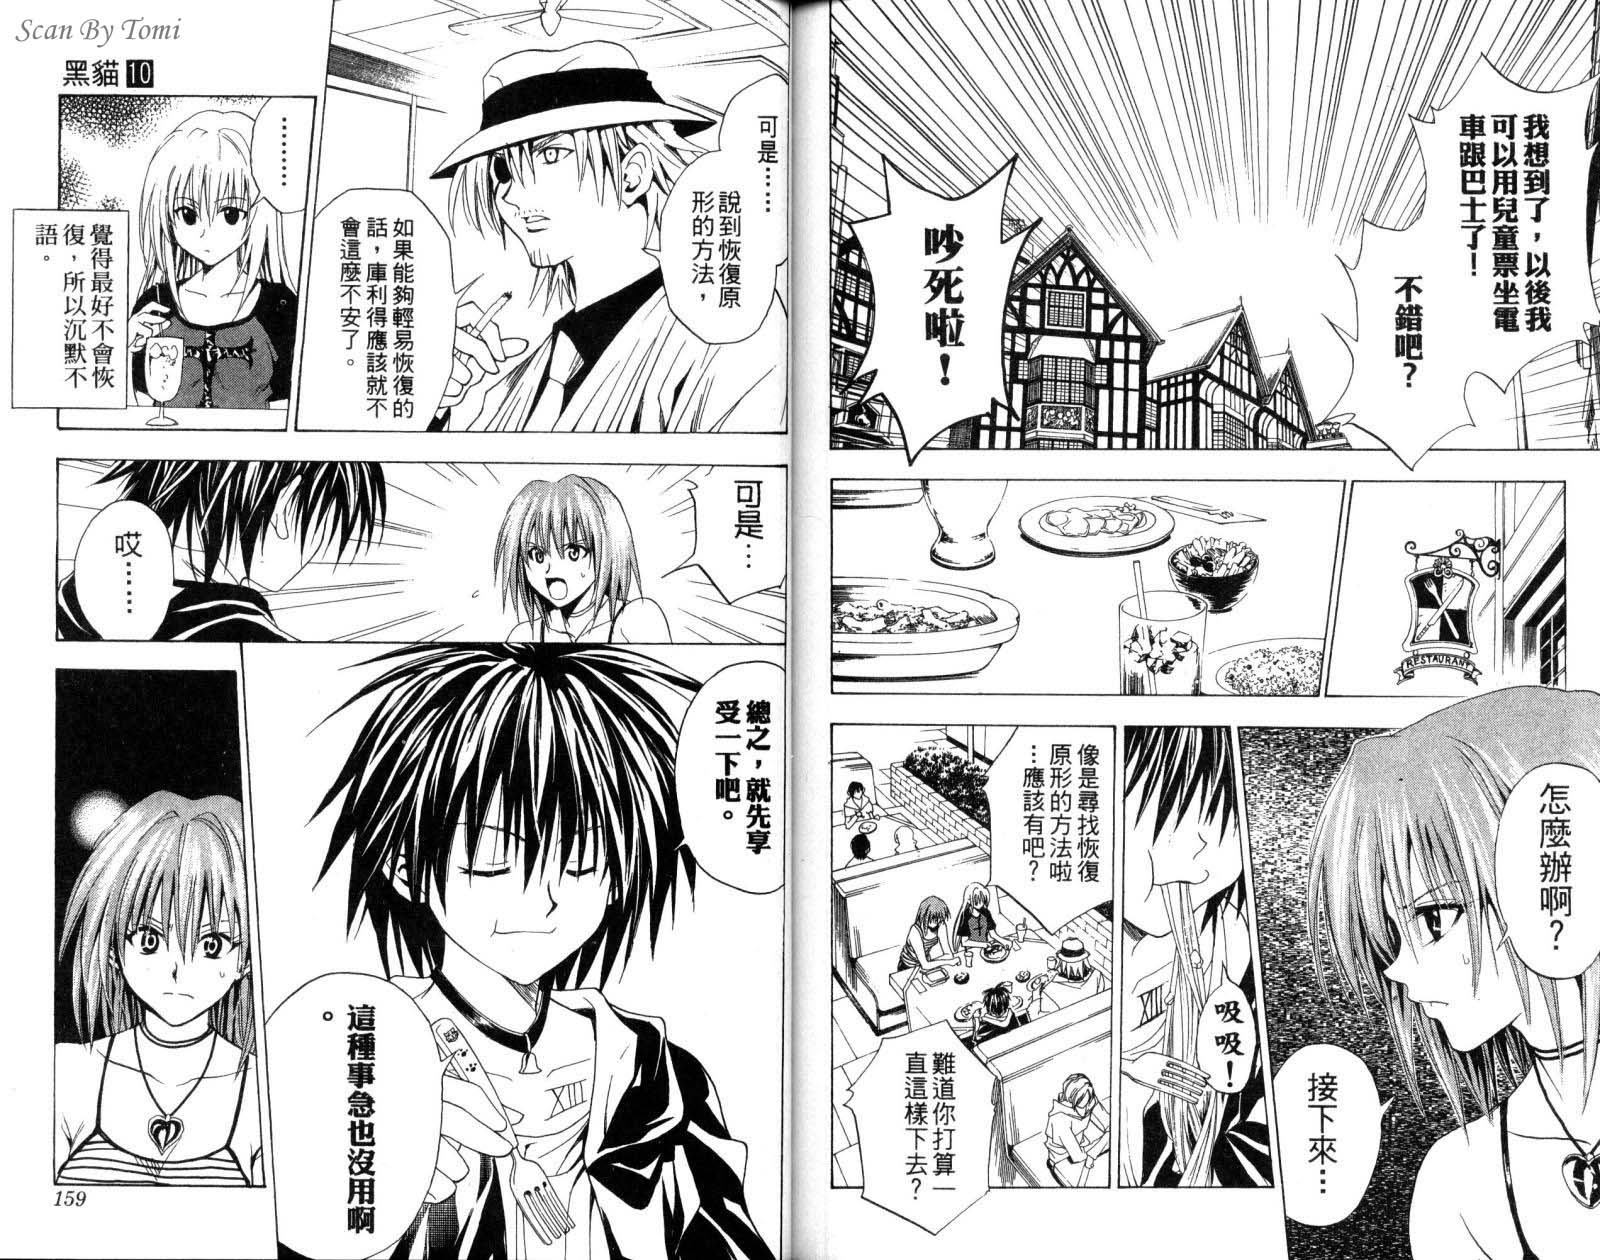 我想到了，以後我
可以用兒童票坐電
車跟巴士了！
不錯吧？
吵死啦！
RESTAURANT
怎麼辦啊？
接下來…
吸吸！
像是尋找恢復
原形的方法啦
…應該有吧？
難道你打算一
直這樣下去？
Scan By Tomi
黑貓10
可是……
說到恢復原
形的方法，
如果能夠輕易恢復的
話，庫利得應該就不
會這麼不安了。
………
覺得最好不會恢
復，所以沉默不
語。
可是…
哎……
總之，就先享
受一下吧。
這種事急也沒用啊
。
XIII
159